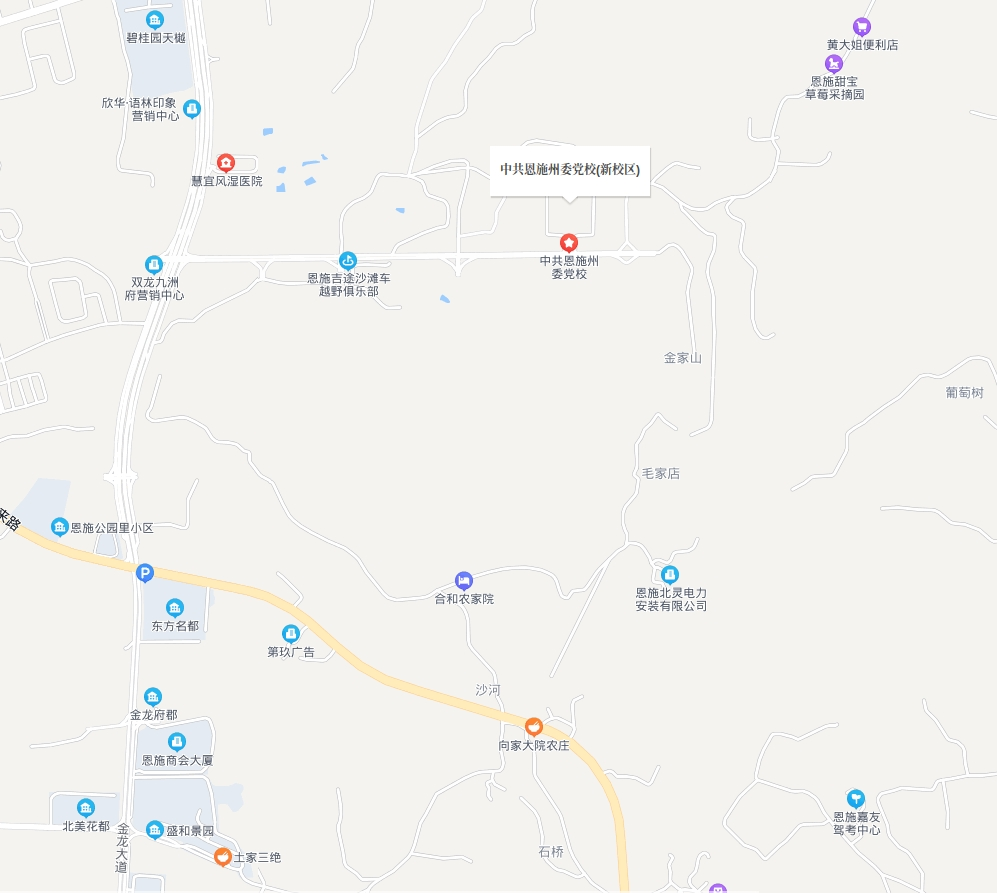 碧桂园天樾
黄大姐便利店
恩施甜宝
草莓采摘园
欣华·语林印象
营销中心
慧宜风湿医院
中共恩施州委党校(新校区)
中共恩施州
委党校
双龙九洲
府营销中心
恩施吉途沙滩车
越野俱乐部
金家山
葡萄树
毛家店
来路
恩施公园里小区
P
合和农家院
恩施北灵电力
安装有限公司
东方名都
第玖广告
沙河
金龙府郡
向家大院农庄
恩施商会大厦
恩施嘉友
驾考中心
北美花都
金龙大道
盛和景园
石桥
土家三绝